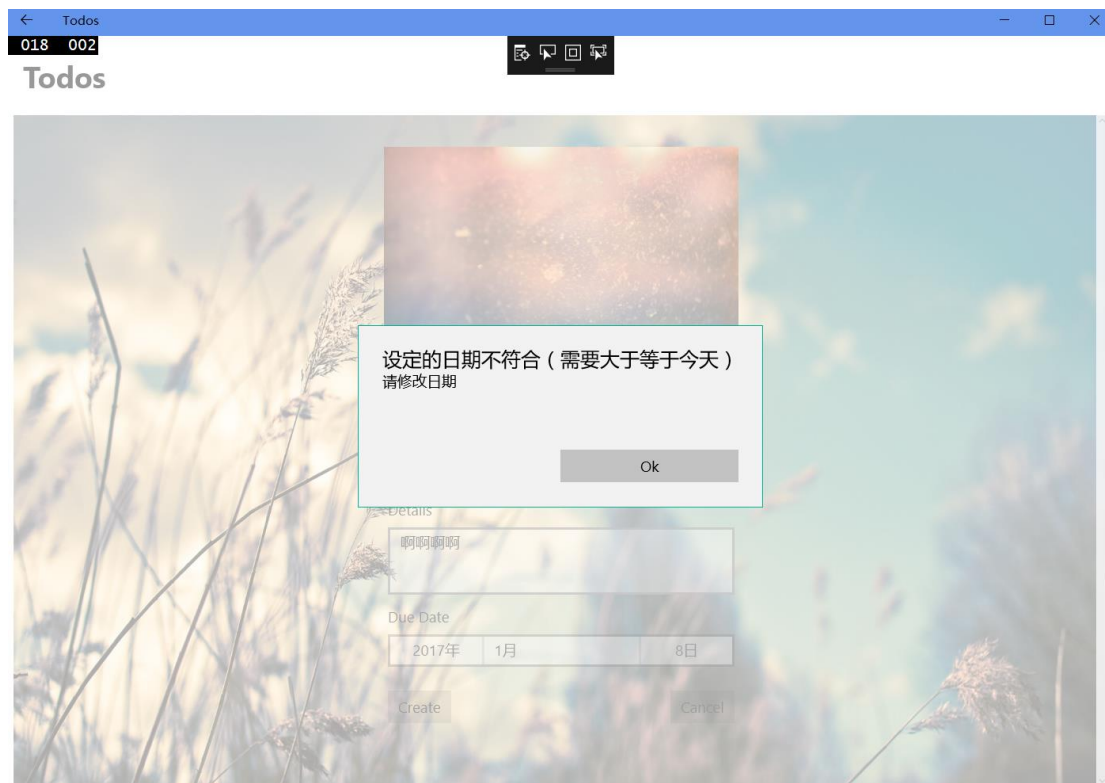 Todos
018 002
Todos
设定的日期不符合（需要大于等于今天）
请修改日期
Ok
Details
啊啊啊啊
Due Date
2017年 1月 8日
Create Cancel